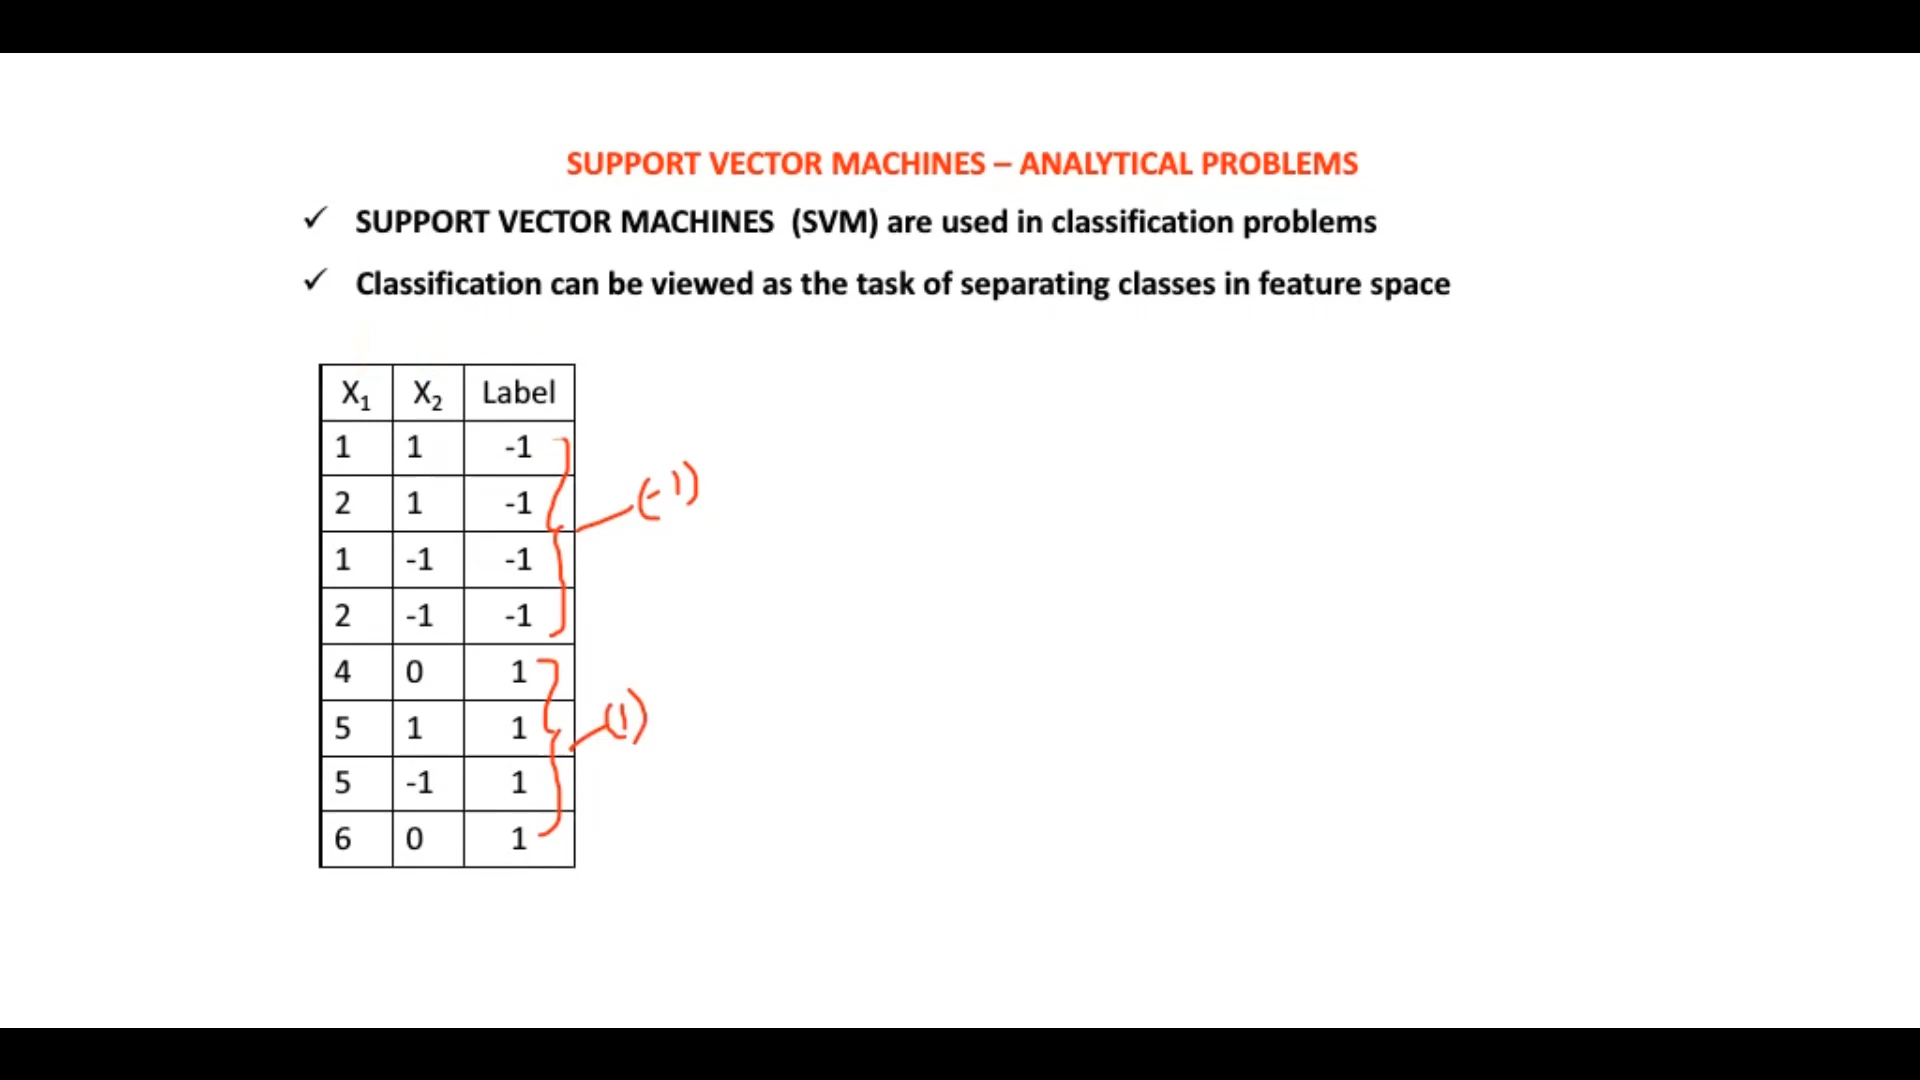 SUPPORT VECTOR MACHINES – ANALYTICAL PROBLEMS
✓ SUPPORT VECTOR MACHINES (SVM) are used in classification problems
✓ Classification can be viewed as the task of separating classes in feature space
X₁ X₂ Label
1 1 -1
2 1 -1
(-1)
1 -1 -1
2 -1 -1
4 0 1
5 1 1
(1)
5 -1 1
6 0 1